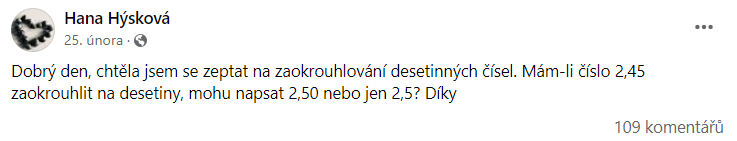 Hana Hýsková
25. února ·
Dobrý den, chtěla jsem se zeptat na zaokrouhlování desetinných čísel. Mám-li číslo 2,45
zaokrouhlit na desetiny, mohu napsat 2,50 nebo jen 2,5? Díky
109 komentářů